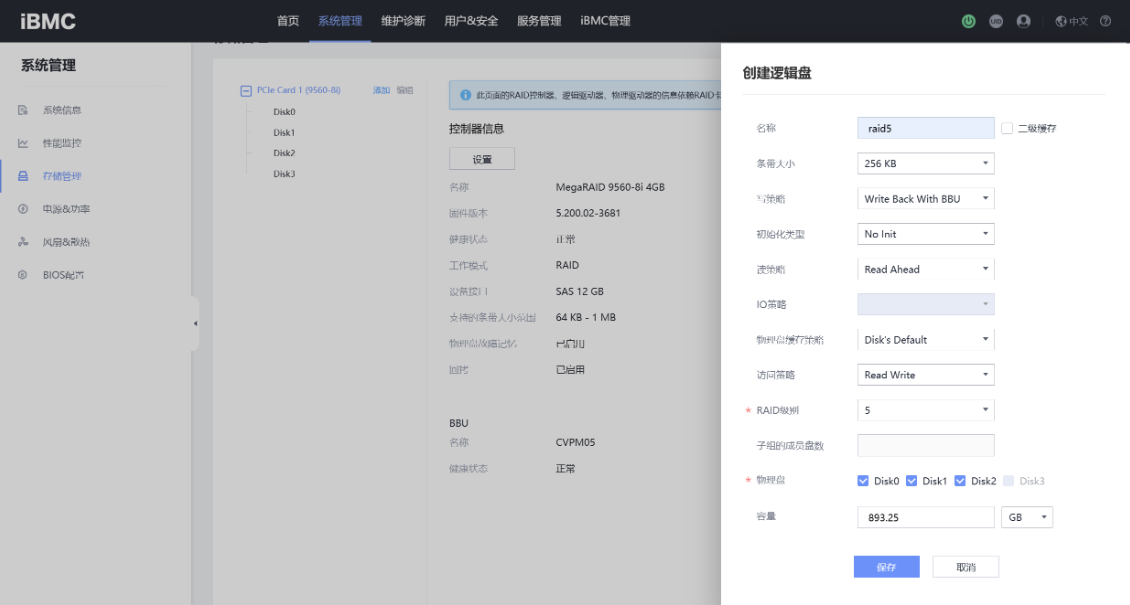 iBMC 首页 系统管理 维护诊断 用户&安全 服务管理 iBMC管理 UID 中文
系统管理
系统信息
性能监控
存储管理
电源&功率
风扇&散热
BIOS配置
PCIe Card 1 (9560-8i) 添加 编辑
Disk0
Disk1
Disk2
Disk3
此页面的RAID控制器、逻辑驱动器、物理驱动器的信息依赖RAID卡
控制器信息
设置
名称 MegaRAID 9560-8i 4GB
固件版本 5.200.02-3681
健康状态 正常
工作模式 RAID
设备接口 SAS 12 GB
支持的条带大小范围 64 KB - 1 MB
物理盘故障记忆 已启用
回拷 已启用
BBU
名称 CVPM05
健康状态 正常
创建逻辑盘
名称 raid5 二级缓存
条带大小 256 KB
写策略 Write Back With BBU
初始化类型 No Init
读策略 Read Ahead
IO策略
物理盘缓存策略 Disk's Default
访问策略 Read Write
* RAID级别 5
子组的成员盘数
* 物理盘 Disk0 Disk1 Disk2 Disk3
容量 893.25 GB
保存 取消